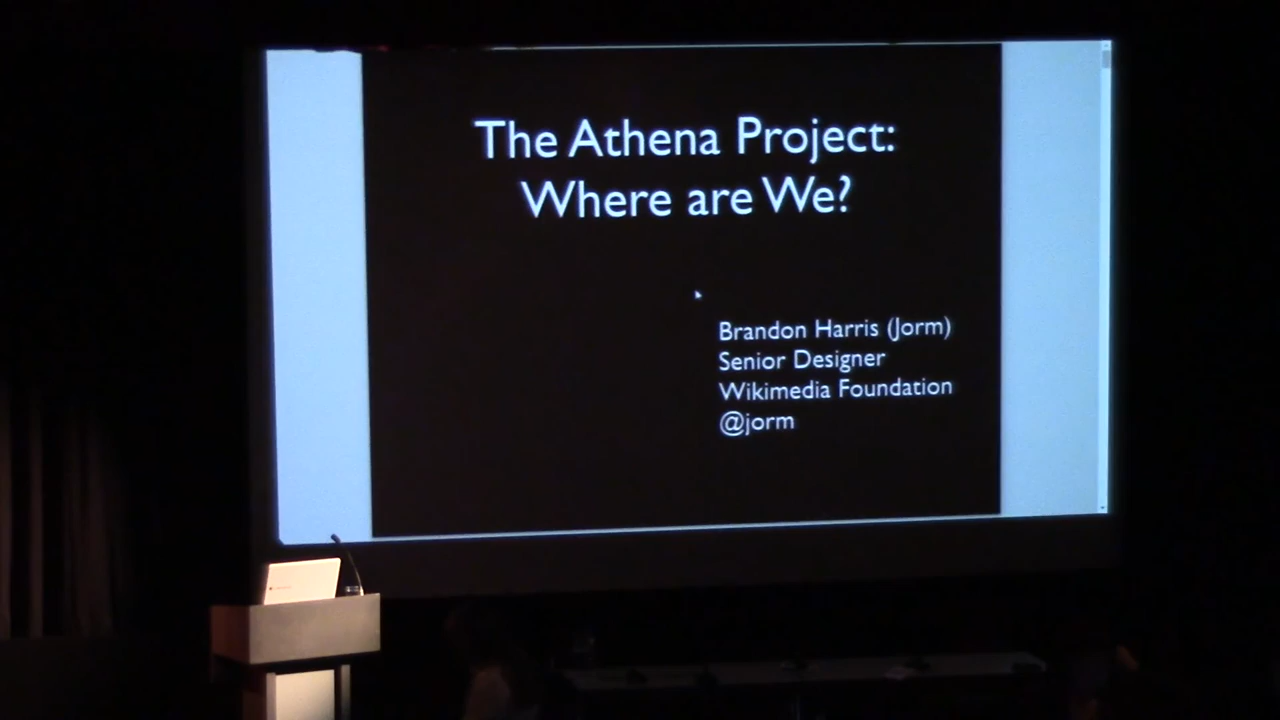 The Athena Project:
Where are We?
Brandon Harris (Jorm)
Senior Designer
Wikimedia Foundation
@jorm